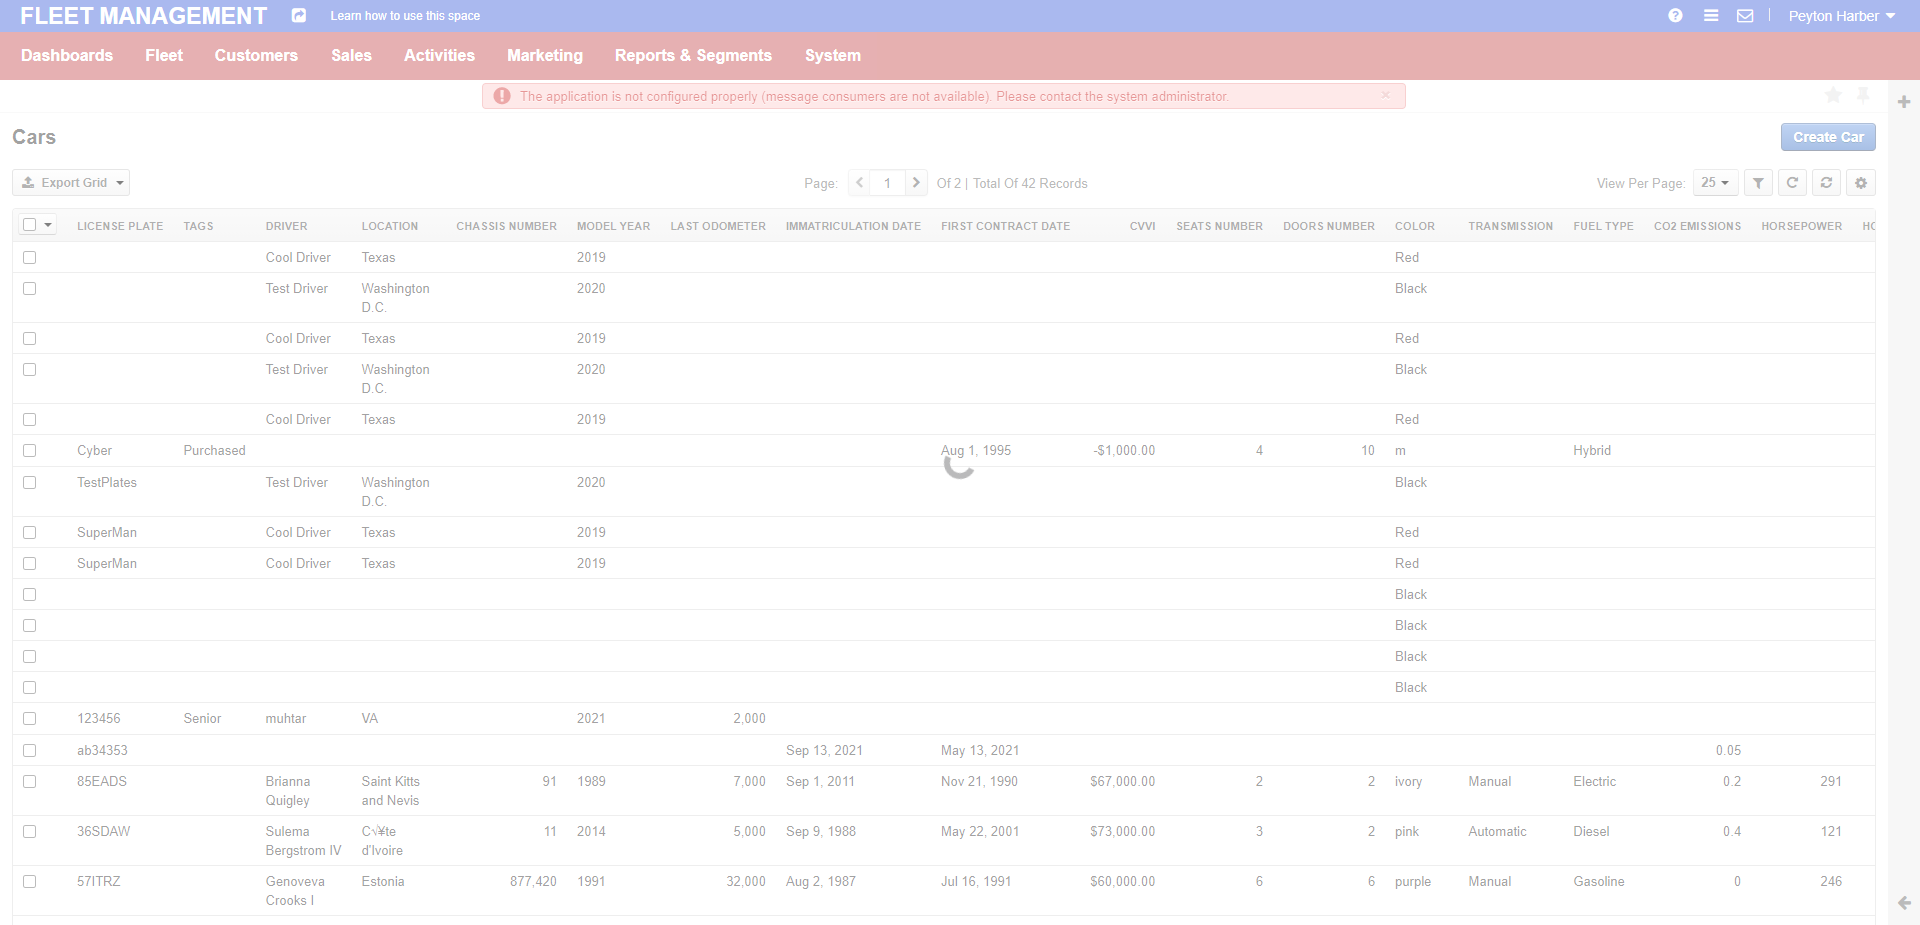 FLEET MANAGEMENT Learn how to use this space Peyton Harber
Dashboards Fleet Customers Sales Activities Marketing Reports & Segments System
The application is not configured properly (message consumers are not available). Please contact the system administrator. ×
Cars Create Car
Export Grid Page: 1 Of 2 | Total Of 42 Records View Per Page: 25
LICENSE PLATE TAGS DRIVER LOCATION CHASSIS NUMBER MODEL YEAR LAST ODOMETER IMMATRICULATION DATE FIRST CONTRACT DATE CVVI SEATS NUMBER DOORS NUMBER COLOR TRANSMISSION FUEL TYPE CO2 EMISSIONS HORSEPOWER HO
Cool Driver Texas 2019 Red
Test Driver Washington 2020 Black
D.C.
Cool Driver Texas 2019 Red
Test Driver Washington 2020 Black
D.C.
Cool Driver Texas 2019 Red
Cyber Purchased Aug 1, 1995 -$1,000.00 4 10 m Hybrid
TestPlates Test Driver Washington 2020 Black
D.C.
SuperMan Cool Driver Texas 2019 Red
SuperMan Cool Driver Texas 2019 Red
Black
Black
Black
Black
123456 Senior muhtar VA 2021 2,000
ab34353 Sep 13, 2021 May 13, 2021 0.05
85EADS Brianna Saint Kitts 91 1989 7,000 Sep 1, 2011 Nov 21, 1990 $67,000.00 2 2 ivory Manual Electric 0.2 291
Quigley and Nevis
36SDAW Sulema C√¥te 11 2014 5,000 Sep 9, 1988 May 22, 2001 $73,000.00 3 2 pink Automatic Diesel 0.4 121
Bergstrom IV d'Ivoire
57ITRZ Genoveva Estonia 877,420 1991 32,000 Aug 2, 1987 Jul 16, 1991 $60,000.00 6 6 purple Manual Gasoline 0 246
Crooks I